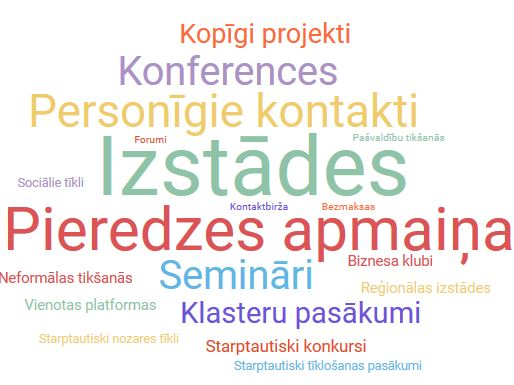 Kopīgi projekti
Konferences
Personīgie kontakti
Forumi
Pašvaldību tikšanās
Izstādes
Sociālie tīkli
Kontaktbirža
Bezmaksas
Pieredzes apmaiņa
Biznesa klubi
Semināri
Neformālas tikšanās
Reģionālas izstādes
Vienotas platformas
Klasteru pasākumi
Starptautiski nozares tīkli
Starptautiski konkursi
Starptautiski tīklošanas pasākumi